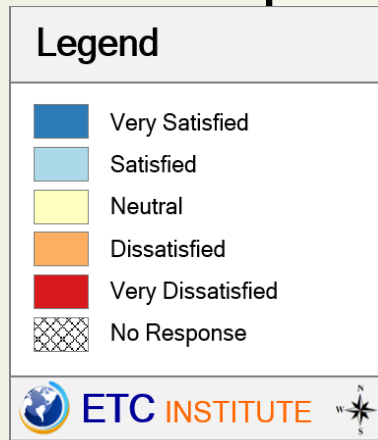 Legend
Very Satisfied
Satisfied
Neutral
Dissatisfied
Very Dissatisfied
No Response
ETC INSTITUTE
N
W
S